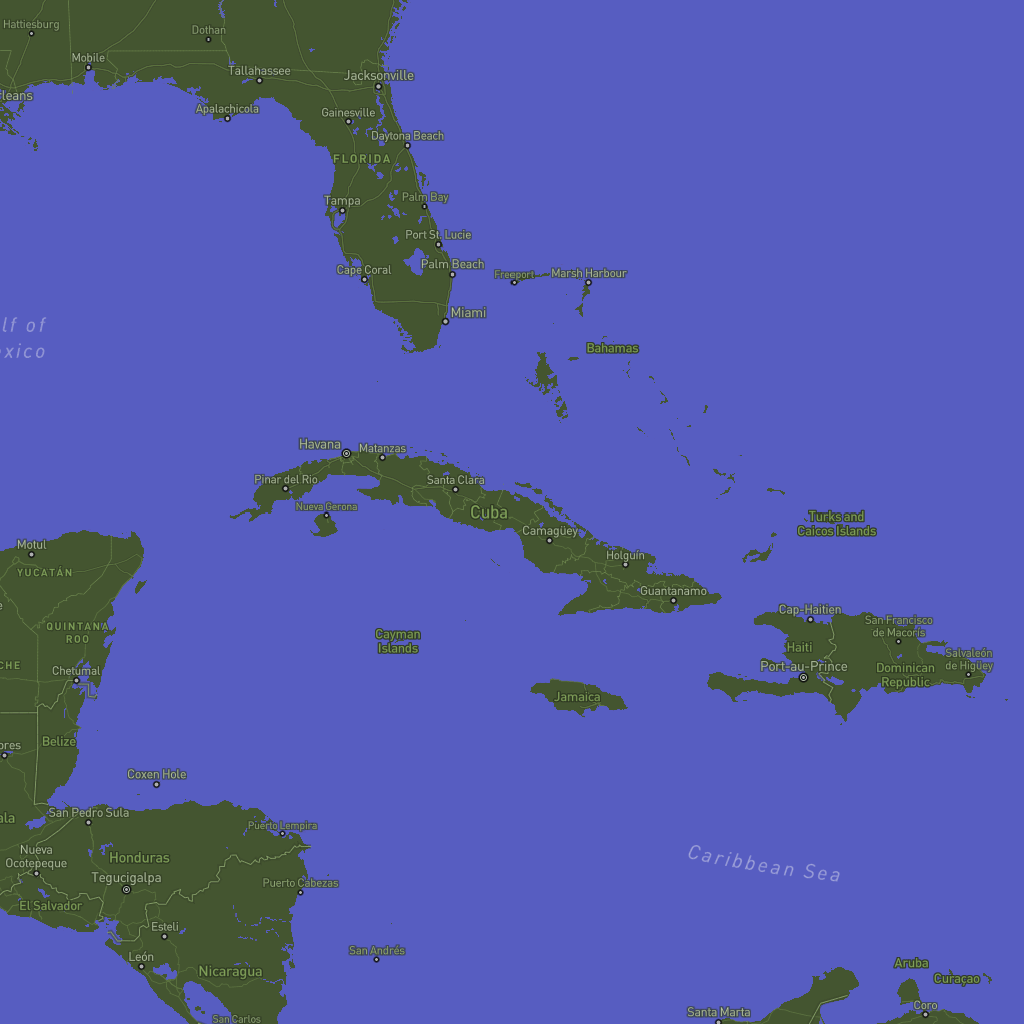 Hattiesburg
Dothan
Mobile
Tallahassee
Jacksonville
leans
Apalachicola
Gainesville
Daytona Beach
FLORIDA
Tampa
Palm Bay
Port St. Lucie
Palm Beach
Cape Coral
Freeport
Marsh Harbour
Miami
lf of
xico
Bahamas
Havana
Matanzas
Pinar del Rio
Santa Clara
Nueva Gerona
Cuba
Camagüey
Turks and
Caicos Islands
Motul
YUCATÁN
Holguín
Guantanamo
QUINTANA
ROO
Cayman
Islands
Cap-Haitien
San Francisco
de Macorís
Haiti
Port-au-Prince
Salvaleón
de Higüey
Dominican
Republic
CHE
Chetumal
Jamaica
Belize
ores
Coxen Hole
ala
San Pedro Sula
Puerto Lempira
Nueva
Ocotepeque
Honduras
Tegucigalpa
Caribbean Sea
Puerto Cabezas
El Salvador
Estelí
San Andrés
León
Nicaragua
Aruba
Curaçao
San Carlos
Santa Marta
Coro